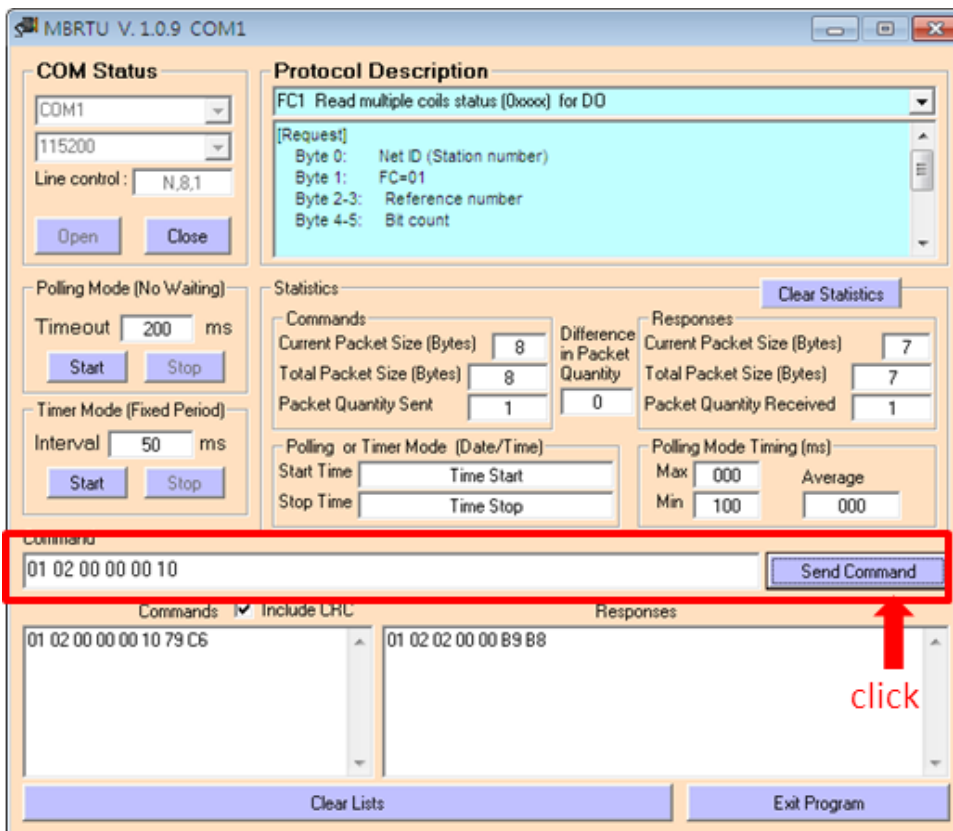 MBRTU V. 1.0.9 COM1
COM Status
COM1
115200
Line control : N,8,1
Open Close
Protocol Description
FC1 Read multiple coils status (0xxxx) for DO
[Request]
Byte 0: Net ID (Station number)
Byte 1: FC=01
Byte 2-3: Reference number
Byte 4-5: Bit count
Polling Mode (No Waiting)
Timeout 200 ms
Start Stop
Timer Mode (Fixed Period)
Interval 50 ms
Start Stop
Statistics
Clear Statistics
Commands
Current Packet Size (Bytes) 8
Total Packet Size (Bytes) 8
Packet Quantity Sent 1
Difference
in Packet
Quantity
0
Responses
Current Packet Size (Bytes) 7
Total Packet Size (Bytes) 7
Packet Quantity Received 1
Polling or Timer Mode (Date/Time)
Start Time Time Start
Stop Time Time Stop
Polling Mode Timing (ms)
Max 000 Average
Min 100 000
Command
01 02 00 00 00 10 Send Command
Commands Include CRC Responses
01 02 00 00 00 10 79 C6
01 02 02 00 00 B9 B8
click
Clear Lists Exit Program